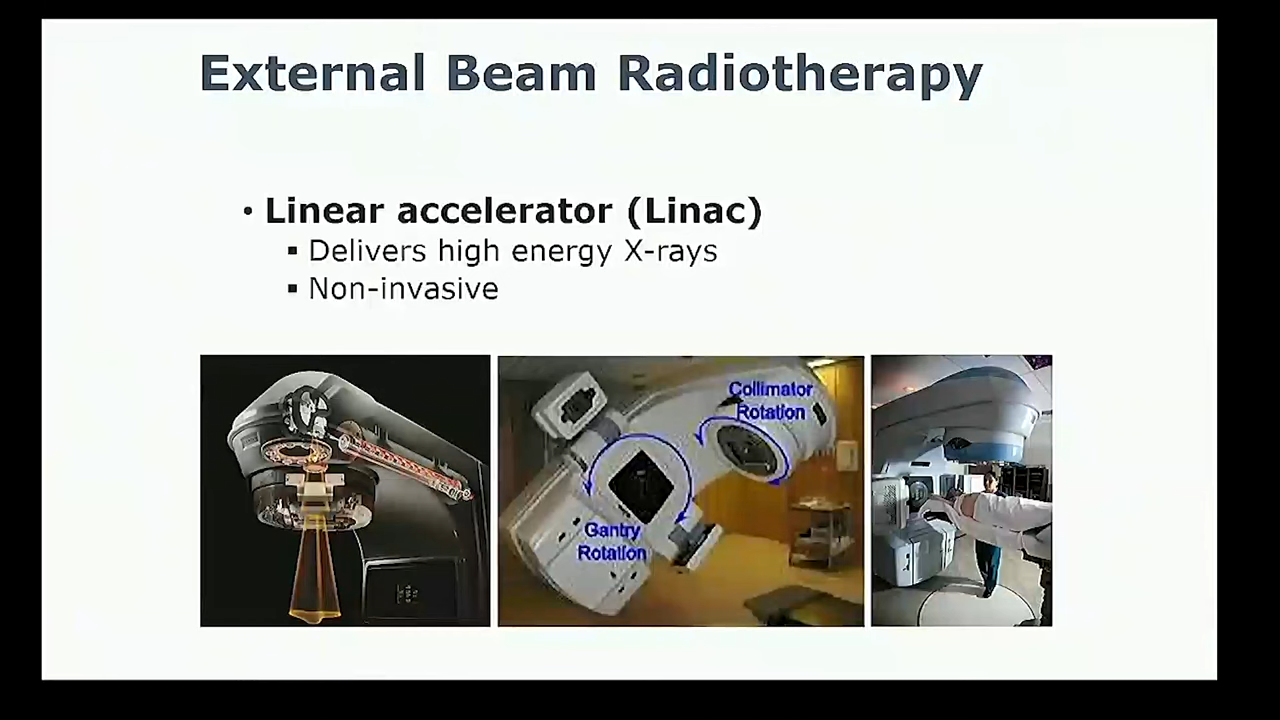 External Beam Radiotherapy
• Linear accelerator (Linac)
▪ Delivers high energy X-rays
▪ Non-invasive
Collimator
Rotation
Gantry
Rotation